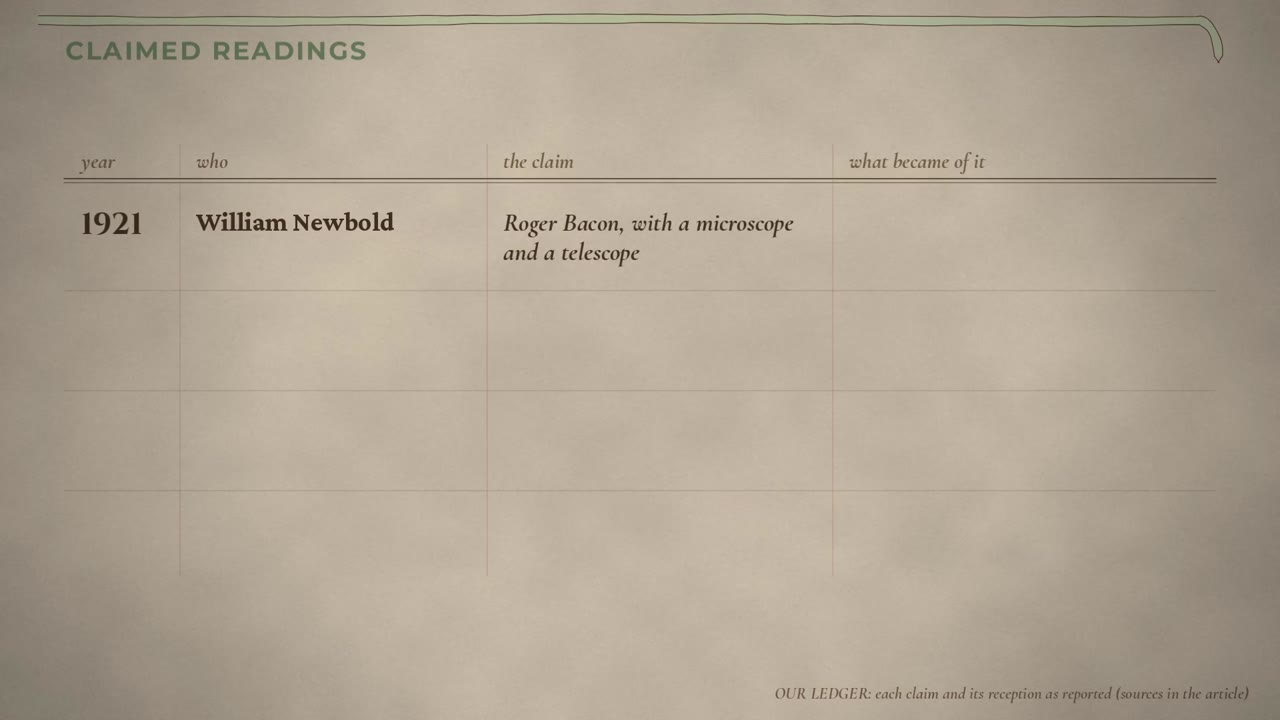 CLAIMED READINGS
year who the claim what became of it
1921 William Newbold Roger Bacon, with a microscope
and a telescope
OUR LEDGER: each claim and its reception as reported (sources in the article)